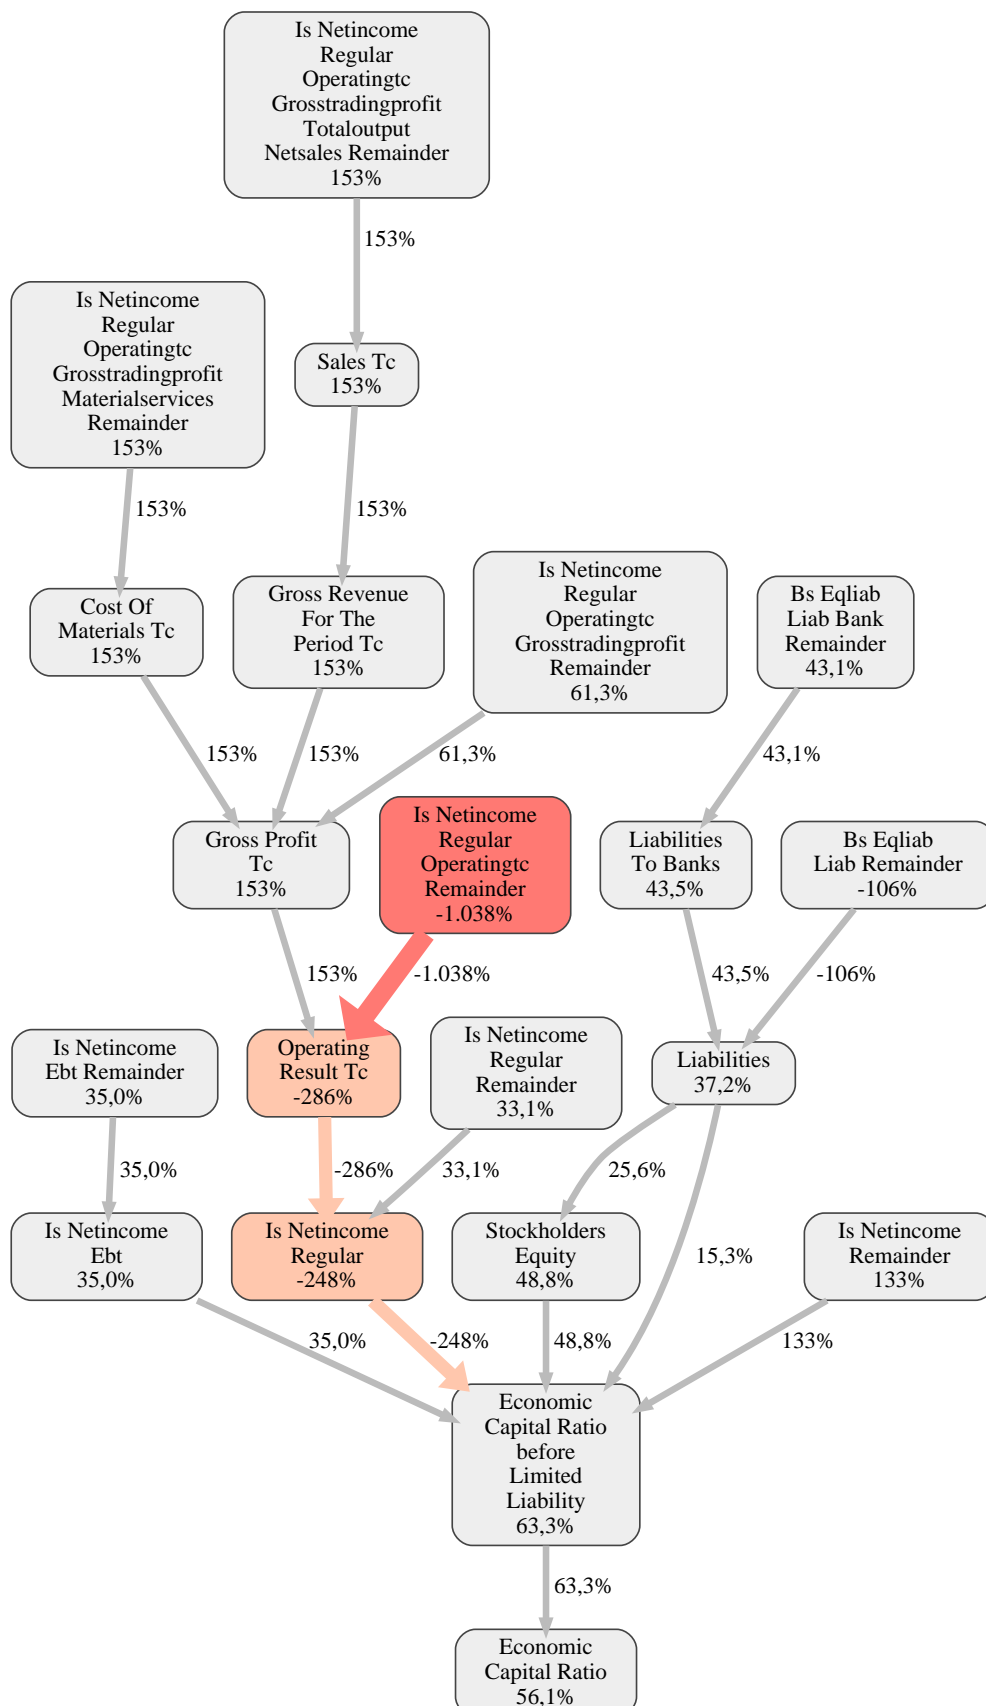 Is Netincome
Regular
Operatingtc
Grosstradingprofit
Totaloutput
Netsales Remainder
153%
153%
Is Netincome
Regular
Operatingtc
Grosstradingprofit
Materialservices
Remainder
153%
Sales Tc
153%
153%
153%
Cost Of
Materials Tc
153%
Gross Revenue
For The
Period Tc
153%
Is Netincome
Regular
Operatingtc
Grosstradingprofit
Remainder
61,3%
Bs Eqliab
Liab Bank
Remainder
43,1%
153%
153%
61,3%
43,1%
Gross Profit
Tc
153%
Is Netincome
Regular
Operatingtc
Remainder
-1.038%
Liabilities
To Banks
43,5%
Bs Eqliab
Liab Remainder
-106%
153%
-1.038%
43,5%
-106%
Is Netincome
Ebt Remainder
35,0%
Operating
Result Tc
-286%
Is Netincome
Regular
Remainder
33,1%
Liabilities
37,2%
35,0%
-286%
33,1%
25,6%
Is Netincome
Ebt
35,0%
Is Netincome
Regular
-248%
Stockholders
Equity
48,8%
15,3%
Is Netincome
Remainder
133%
35,0%
-248%
48,8%
133%
Economic
Capital Ratio
before
Limited
Liability
63,3%
63,3%
Economic
Capital Ratio
56,1%